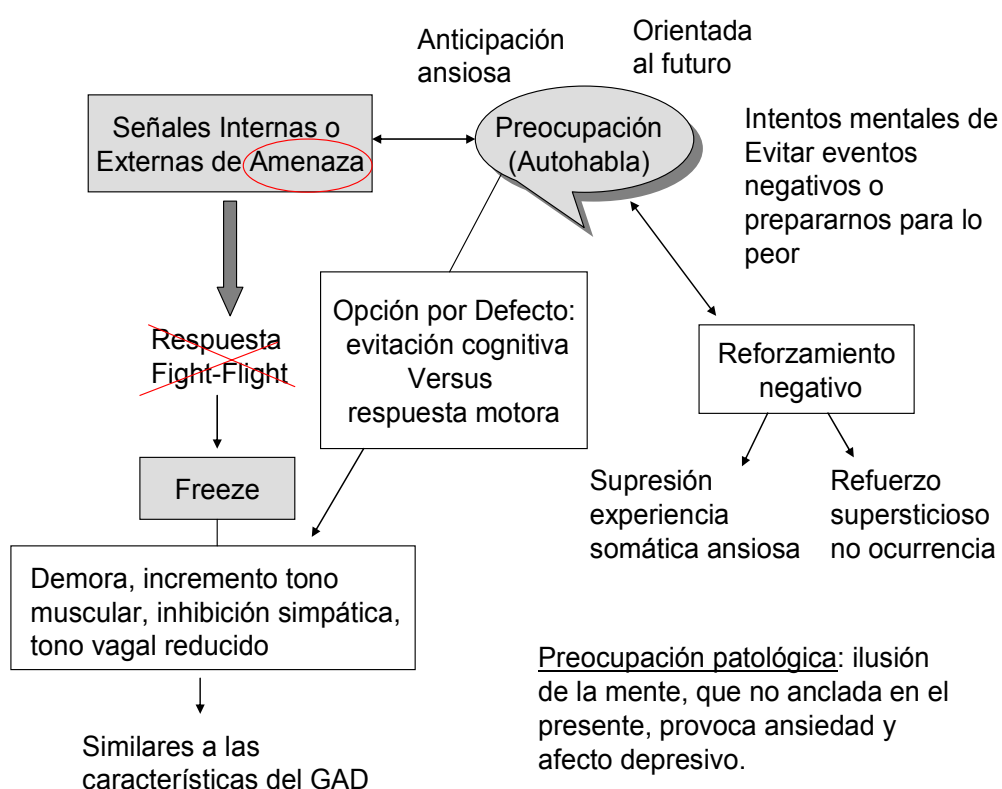 Anticipación
ansiosa
Orientada
al futuro
Señales Internas o
Externas de Amenaza
Preocupación
(Autohabla)
Intentos mentales de
Evitar eventos
negativos o
prepararnos para lo
peor
Respuesta
Fight-Flight
Opción por Defecto:
evitación cognitiva
Versus
respuesta motora
Reforzamiento
negativo
Freeze
Supresión
experiencia
somática ansiosa
Refuerzo
supersticioso
no ocurrencia
Demora, incremento tono
muscular, inhibición simpática,
tono vagal reducido
Preocupación patológica: ilusión
de la mente, que no anclada en el
presente, provoca ansiedad y
afecto depresivo.
Similares a las
características del GAD